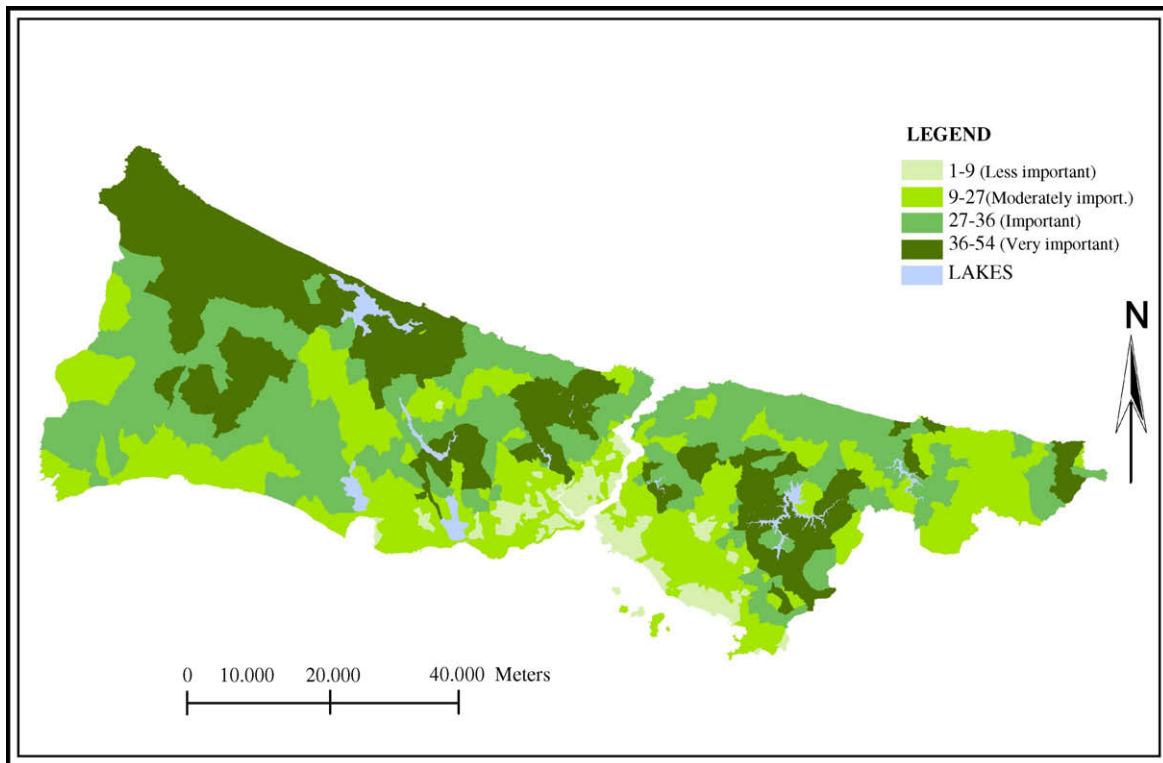 LEGEND
1-9 (Less important)
9-27(Moderately import.)
27-36 (Important)
36-54 (Very important)
LAKES
N
0 10.000 20.000 40.000 Meters